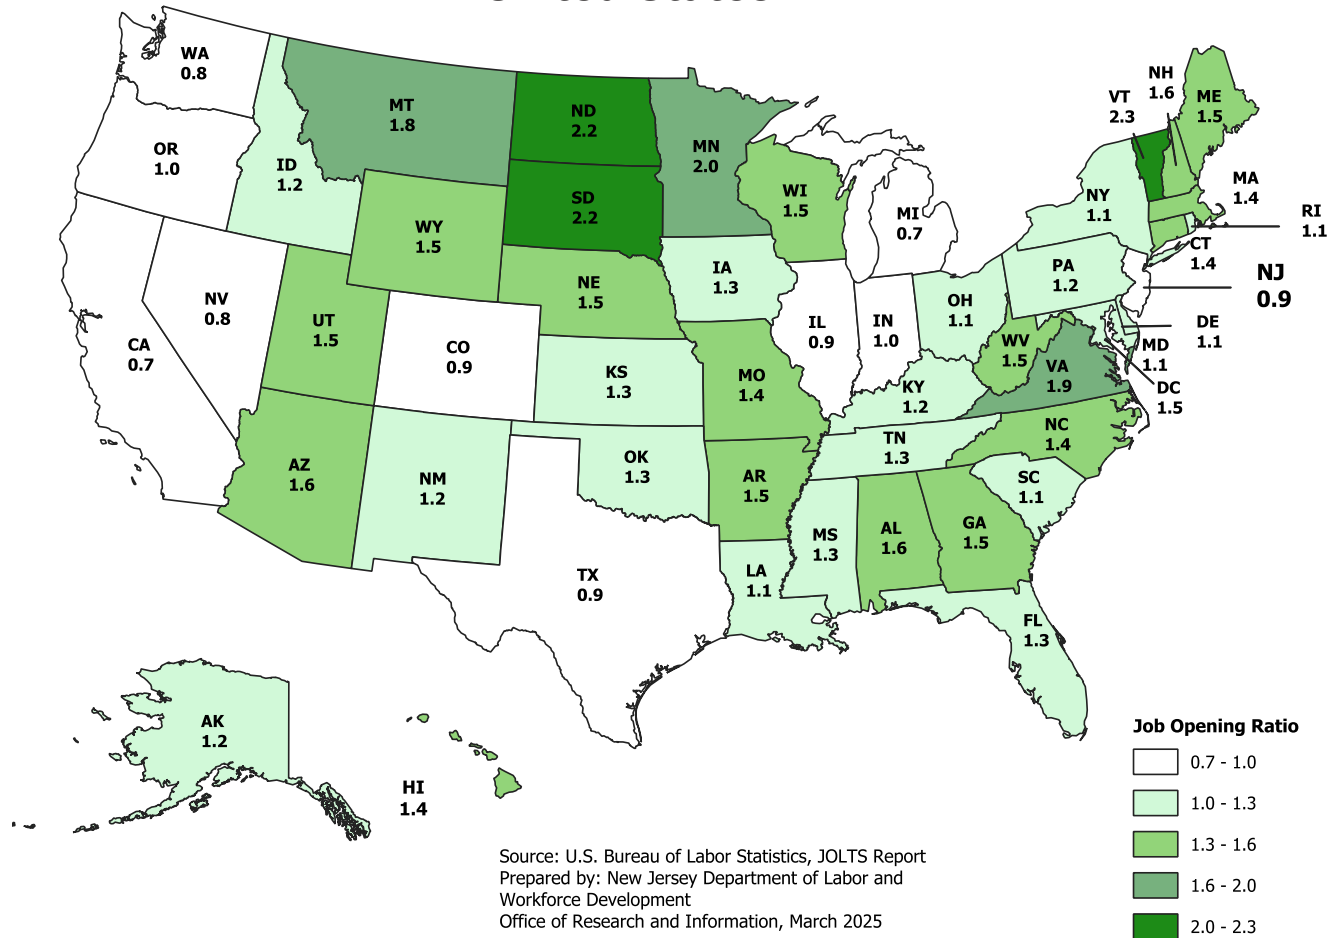 WA
0.8
OR
1.0
ID
1.2
MT
1.8
ND
2.2
SD
2.2
MN
2.0
WI
1.5
MI
0.7
VT
2.3
NH
1.6
ME
1.5
MA
1.4
RI
1.1
CT
1.4
NY
1.1
NJ
0.9
PA
1.2
DE
1.1
MD
1.1
DC
1.5
WY
1.5
NE
1.5
IA
1.3
IL
0.9
IN
1.0
OH
1.1
WV
1.5
VA
1.9
NV
0.8
CA
0.7
UT
1.5
CO
0.9
KS
1.3
MO
1.4
KY
1.2
NC
1.4
TN
1.3
SC
1.1
AZ
1.6
NM
1.2
OK
1.3
AR
1.5
MS
1.3
AL
1.6
GA
1.5
TX
0.9
LA
1.1
FL
1.3
AK
1.2
HI
1.4
Job Opening Ratio
0.7 - 1.0
1.0 - 1.3
1.3 - 1.6
1.6 - 2.0
2.0 - 2.3
Source: U.S. Bureau of Labor Statistics, JOLTS Report
Prepared by: New Jersey Department of Labor and
Workforce Development
Office of Research and Information, March 2025